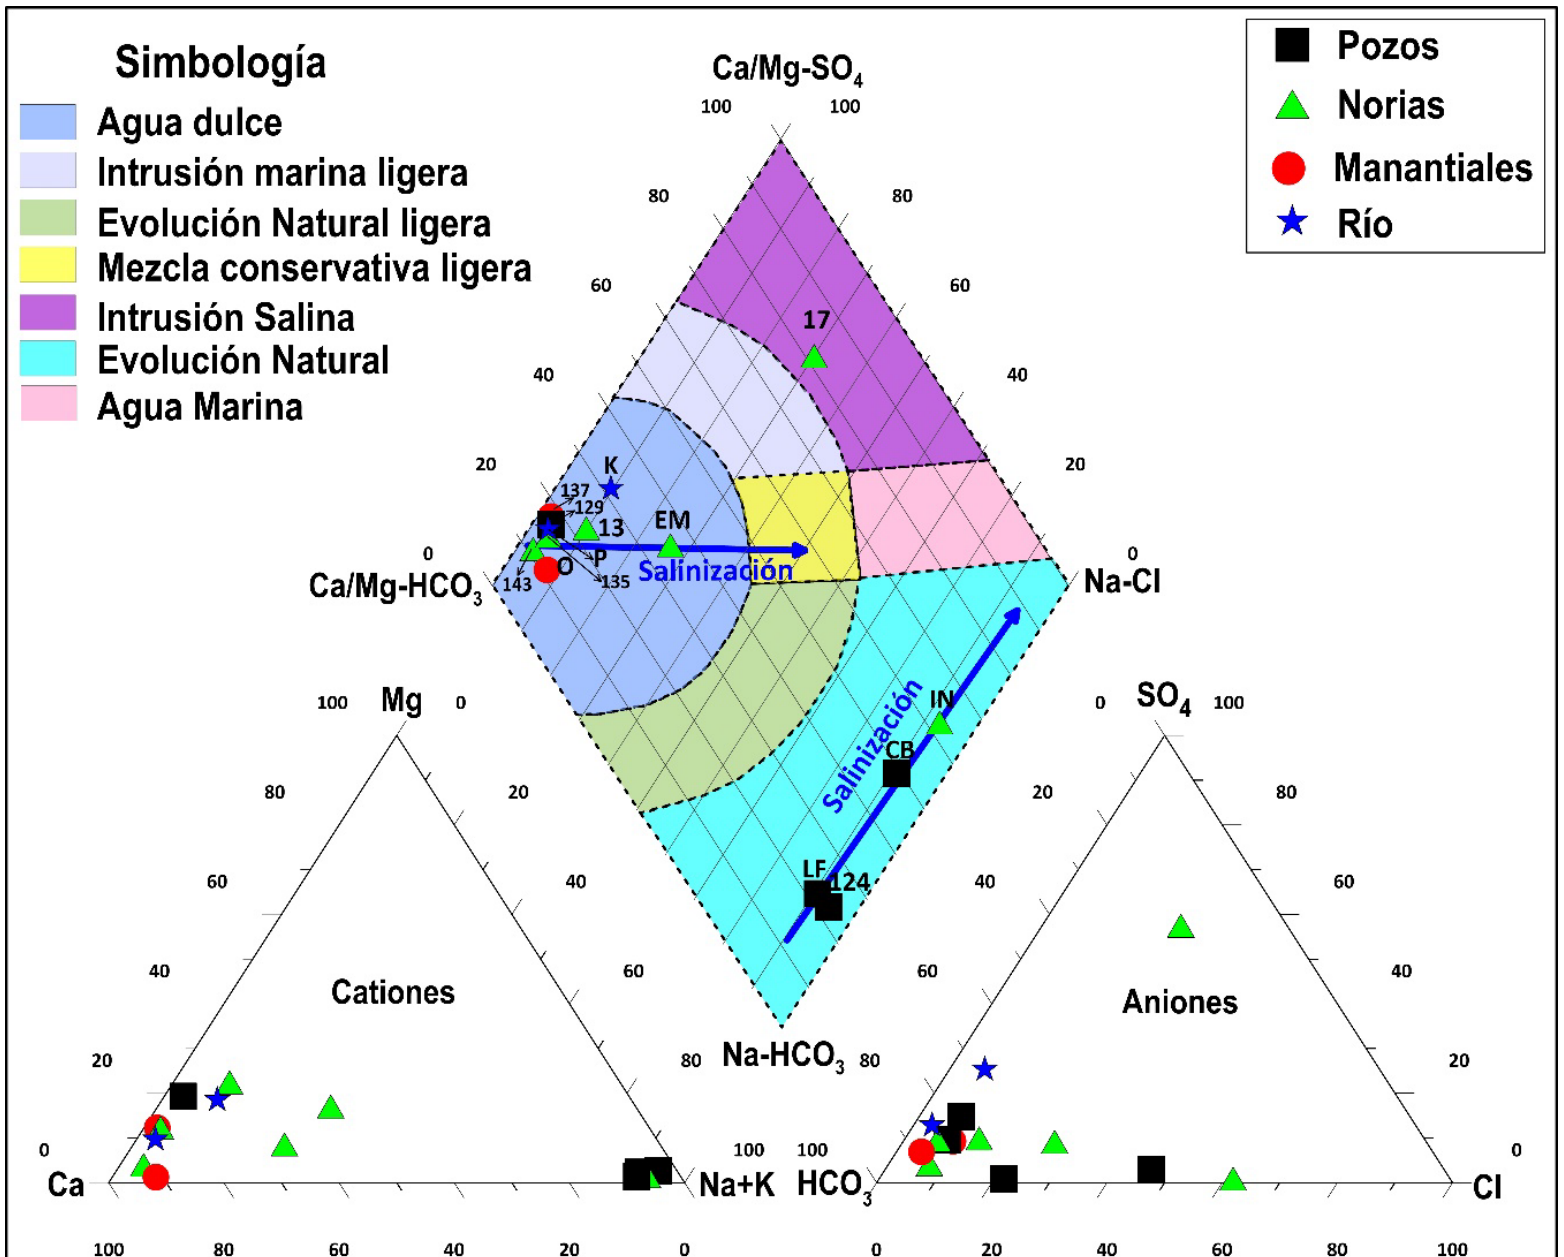 Simbología
Agua dulce
Intrusión marina ligera
Evolución Natural ligera
Mezcla conservativa ligera
Intrusión Salina
Evolución Natural
Agua Marina
Pozos
Norias
Manantiales
Río
Ca/Mg-SO4
100 100
80 80
60 60
17
40 40
20 20
K
137
129
13
EM
0 0
O P
Salinización
143 135
Ca/Mg-HCO3
Na-Cl
IN
Salinización
CB
LF
124
Na-HCO3
100 Mg 0
80 20
60 40
40 60
Cationes
20 80
0 100
Ca Na+K
100 80 60 40 20 0
0 SO4 100
20 80
40 60
60 40
Aniones
80 20
100 0
HCO3 Cl
0 20 40 60 80 100